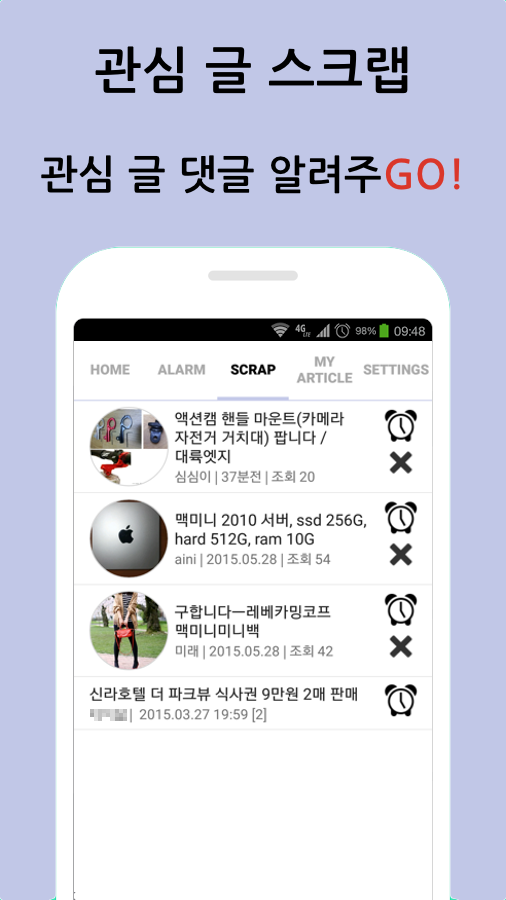 관심 글 스크랩
관심 글 댓글 알려주GO!
4G LTE 98% 09:48
HOME ALARM SCRAP MY ARTICLE SETTINGS
액션캠 핸들 마운트(카메라
자전거 거치대) 팝니다 /
대륙엣지
심심이 | 37분전 | 조회 20
맥미니 2010 서버, ssd 256G,
hard 512G, ram 10G
aini | 2015.05.28 | 조회 54
구합니다ㅡ레베카밍코프
맥미니미니백
미래 | 2015.05.28 | 조회 42
신라호텔 더 파크뷰 식사권 9만원 2매 판매
| 2015.03.27 19:59 [2]